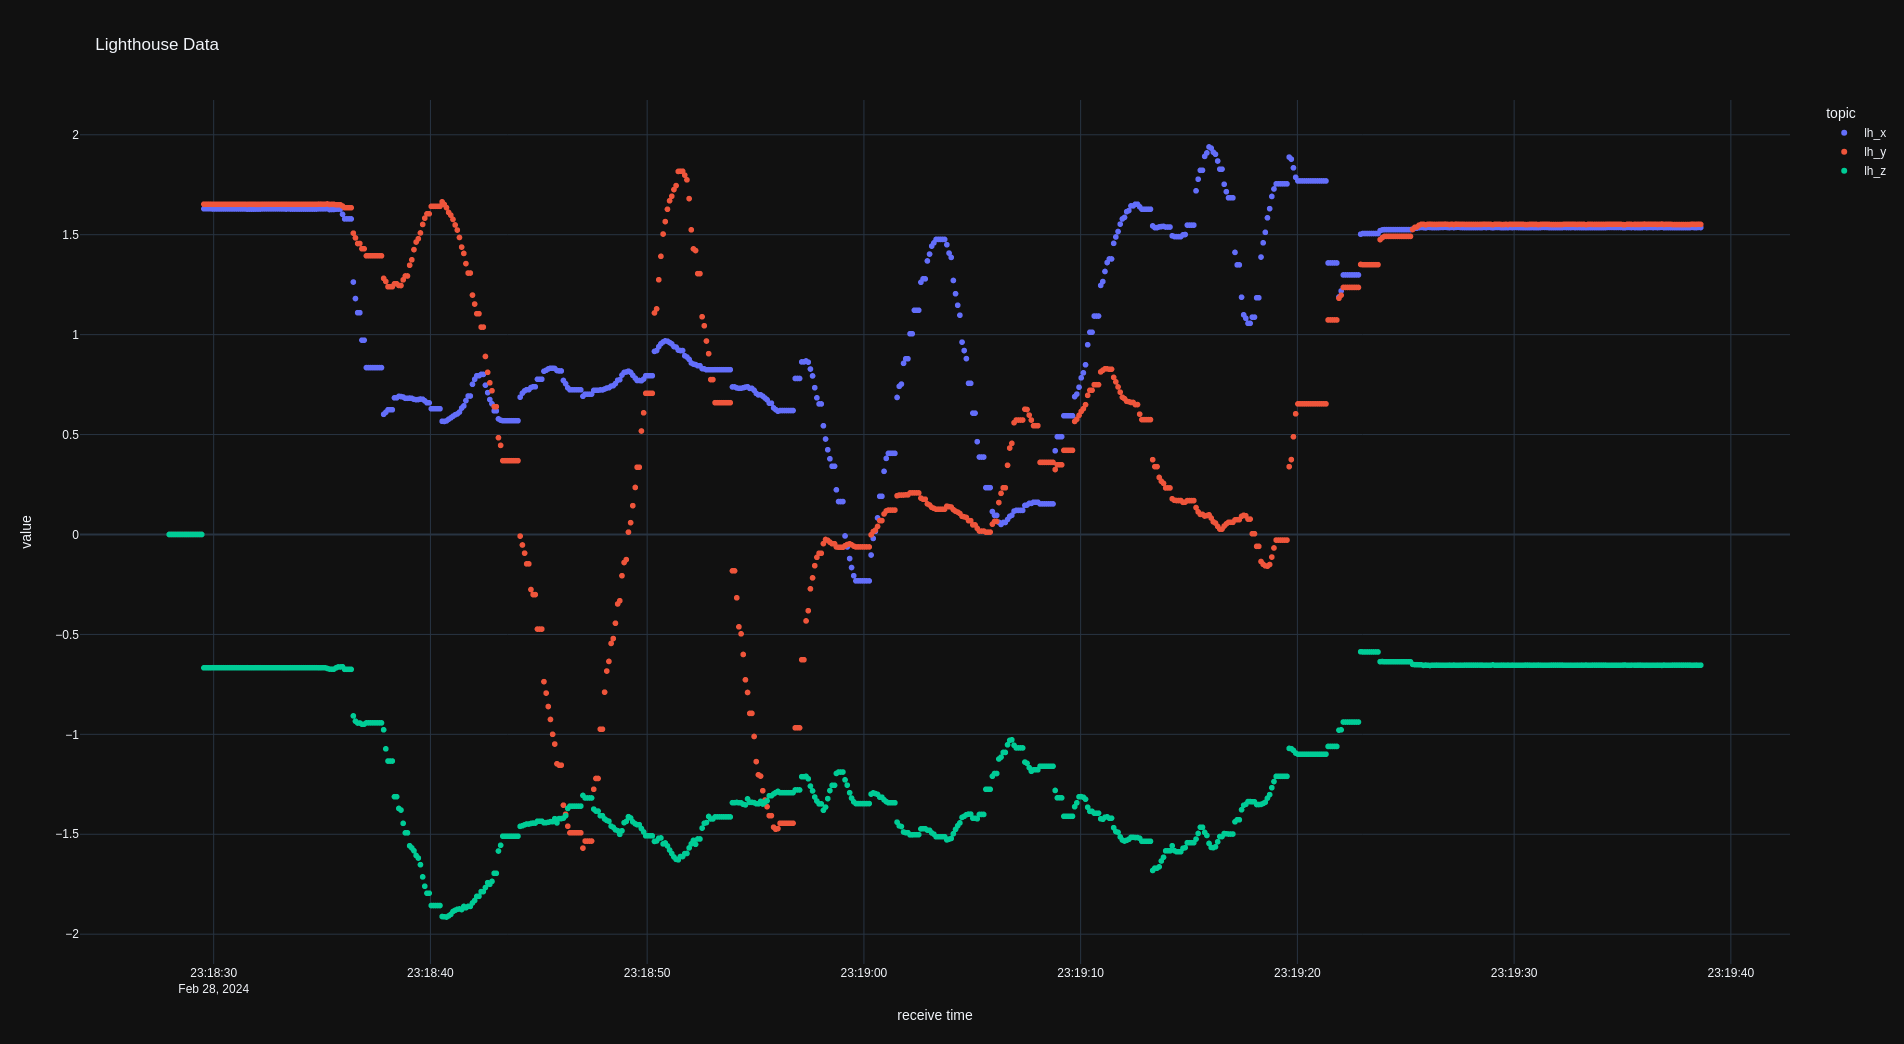 Lighthouse Data
topic
lh_x
lh_y
lh_z
value
2
1.5
1
0.5
0
−0.5
−1
−1.5
−2
23:18:30
Feb 28, 2024
23:18:40
23:18:50
23:19:00
23:19:10
23:19:20
23:19:30
23:19:40
receive time